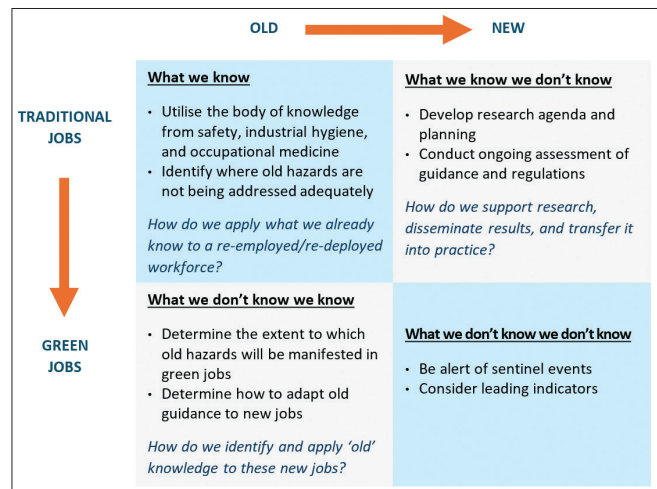 OLD
NEW
TRADITIONAL
JOBS
What we know
• Utilise the body of knowledge
from safety, industrial hygiene,
and occupational medicine
• Identify where old hazards are
not being addressed adequately
How do we apply what we already
know to a re-employed/re-deployed
workforce?
What we know we don't know
• Develop research agenda and
planning
• Conduct ongoing assessment of
guidance and regulations
How do we support research,
disseminate results, and transfer it
into practice?
GREEN
JOBS
What we don't know we know
• Determine the extent to which
old hazards will be manifested in
green jobs
• Determine how to adapt old
guidance to new jobs
How do we identify and apply ‘old’
knowledge to these new jobs?
What we don't know we don't know
• Be alert of sentinel events
• Consider leading indicators